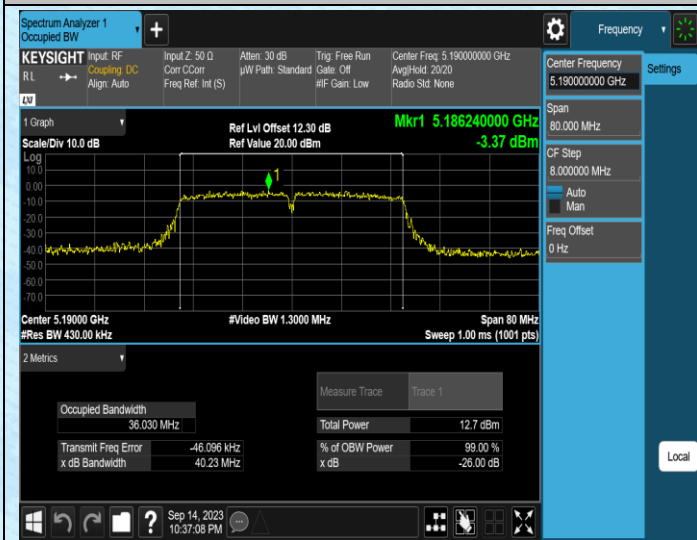 Spectrum Analyzer 1
Occupied BW
Frequency
KEYSIGHT
RL
Input: RF
Coupling: DC
Align: Auto
Input Z: 50 Ω
Corr CCorr
Freq Ref: Int (S)
Atten: 30 dB
µW Path: Standard
Trig: Free Run
Gate: Off
#IF Gain: Low
Center Freq: 5.190000000 GHz
Avg|Hold: 20/20
Radio Std: None
LXI
1 Graph
Scale/Div 10.0 dB
Ref Lvl Offset 12.30 dB
Ref Value 20.00 dBm
Mkr1 5.186240000 GHz
-3.37 dBm
Log
10.0
0.00
-10.0
-20.0
-30.0
-40.0
-50.0
-60.0
-70.0
1
Center 5.19000 GHz
#Res BW 430.00 kHz
#Video BW 1.3000 MHz
Span 80 MHz
Sweep 1.00 ms (1001 pts)
2 Metrics
Measure Trace
Trace 1
Occupied Bandwidth
36.030 MHz
Total Power
12.7 dBm
Transmit Freq Error
-46.096 kHz
% of OBW Power
99.00 %
x dB Bandwidth
40.23 MHz
x dB
-26.00 dB
Center Frequency
5.190000000 GHz
Settings
Span
80.000 MHz
CF Step
8.000000 MHz
Auto
Man
Freq Offset
0 Hz
Local
?
Sep 14, 2023
10:37:08 PM